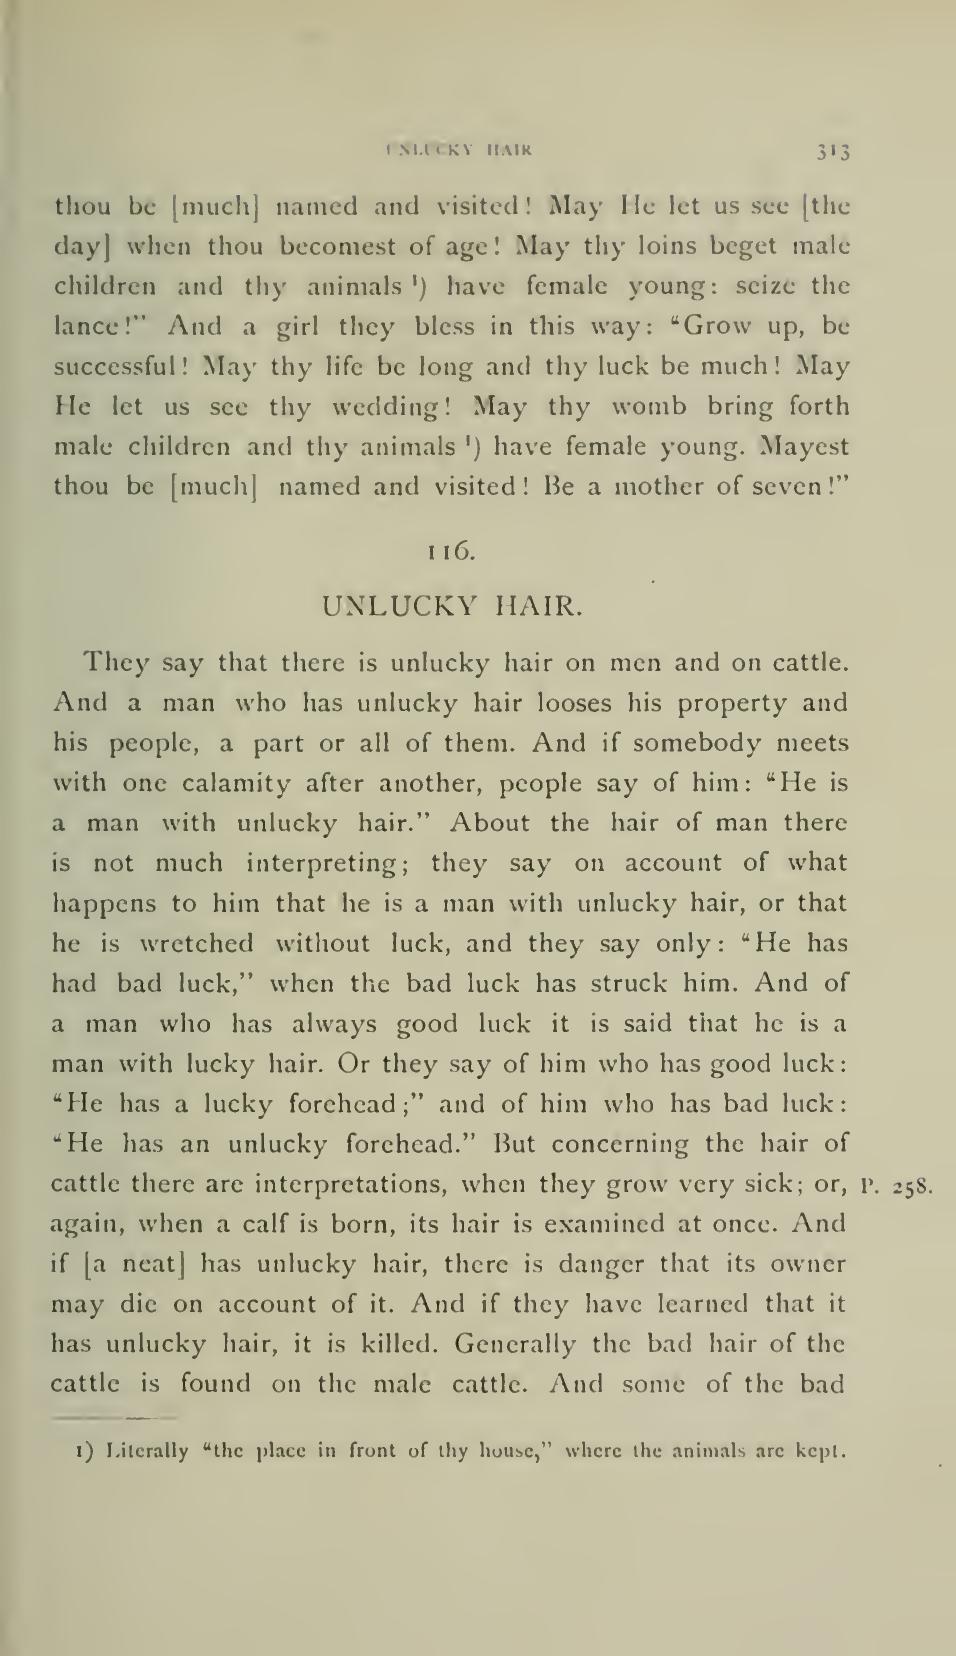 UNLUCKY HAIR 313
thou be [much] named and visited! May He let us see [the
day] when thou becomest of age! May thy loins beget male
children and thy animals ¹) have female young: seize the
lance!" And a girl they bless in this way: “Grow up, be
successful! May thy life be long and thy luck be much! May
He let us see thy wedding! May thy womb bring forth
male children and thy animals ¹) have female young. Mayest
thou be [much] named and visited! Be a mother of seven!”
116.
UNLUCKY HAIR.
They say that there is unlucky hair on men and on cattle.
And a man who has unlucky hair looses his property and
his people, a part or all of them. And if somebody meets
with one calamity after another, people say of him: “He is
a man with unlucky hair.” About the hair of man there
is not much interpreting; they say on account of what
happens to him that he is a man with unlucky hair, or that
he is wretched without luck, and they say only: “He has
had bad luck,” when the bad luck has struck him. And of
a man who has always good luck it is said that he is a
man with lucky hair. Or they say of him who has good luck:
“He has a lucky forehead;” and of him who has bad luck:
“He has an unlucky forehead.” But concerning the hair of
cattle there are interpretations, when they grow very sick; or, P. 258.
again, when a calf is born, its hair is examined at once. And
if [a neat] has unlucky hair, there is danger that its owner
may die on account of it. And if they have learned that it
has unlucky hair, it is killed. Generally the bad hair of the
cattle is found on the male cattle. And some of the bad
1) Literally “the place in front of thy house,” where the animals are kept.